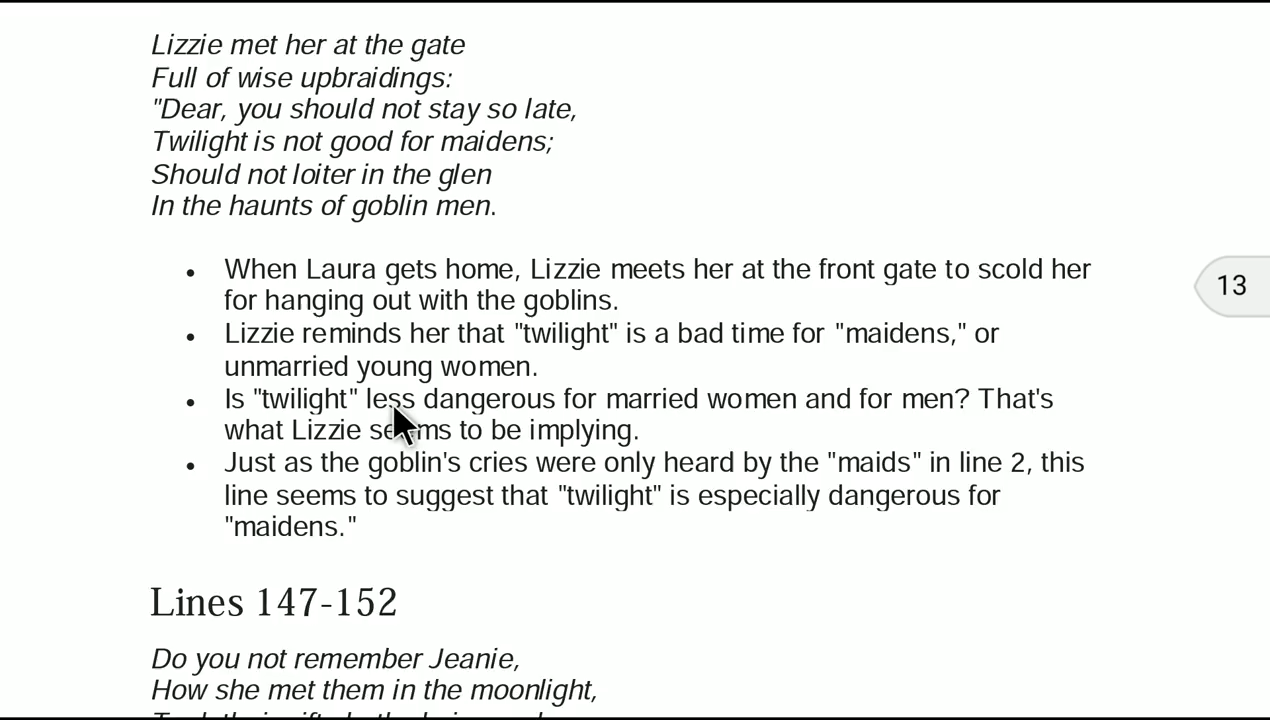 Lizzie met her at the gate
Full of wise upbraidings:
"Dear, you should not stay so late,
Twilight is not good for maidens;
Should not loiter in the glen
In the haunts of goblin men.
• When Laura gets home, Lizzie meets her at the front gate to scold her
for hanging out with the goblins.
• Lizzie reminds her that "twilight" is a bad time for "maidens," or
unmarried young women.
• Is "twilight" less dangerous for married women and for men? That's
what Lizzie seems to be implying.
• Just as the goblin's cries were only heard by the "maids" in line 2, this
line seems to suggest that "twilight" is especially dangerous for
"maidens."
13
Lines 147-152
Do you not remember Jeanie,
How she met them in the moonlight,